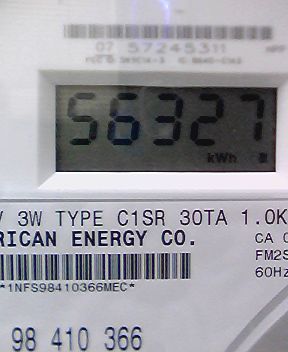 07 57245311
56327
kWh
V 3W TYPE C1SR 30TA 1.0K
RICAN ENERGY CO. CA 0
FM2S
*1NFS98410366MEC* 60Hz
98 410 366